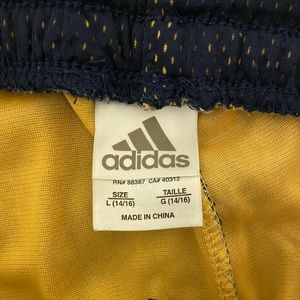 adidas
RN# 88387 CA# 40312
SIZE TAILLE
L (14/16) G (14/16)
MADE IN CHINA